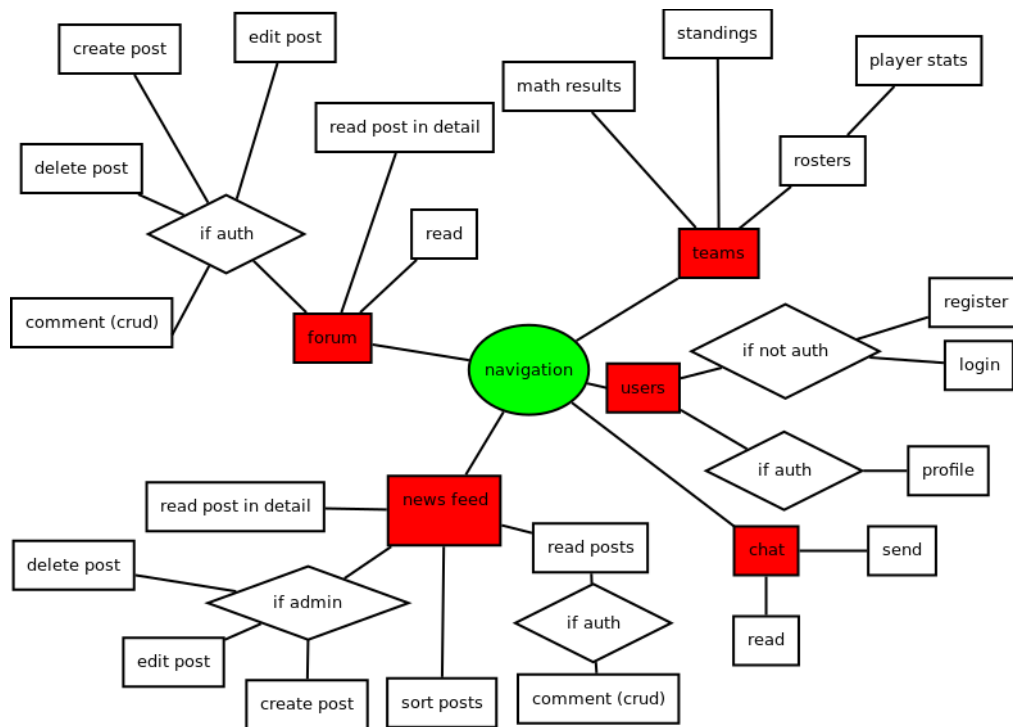 edit post
create post
standings
player stats
math results
read post in detail
delete post
rosters
if auth
read
teams
register
comment (crud)
forum
if not auth
login
navigation
users
if auth
profile
news feed
read post in detail
read posts
chat
send
delete post
if admin
if auth
read
edit post
create post
sort posts
comment (crud)